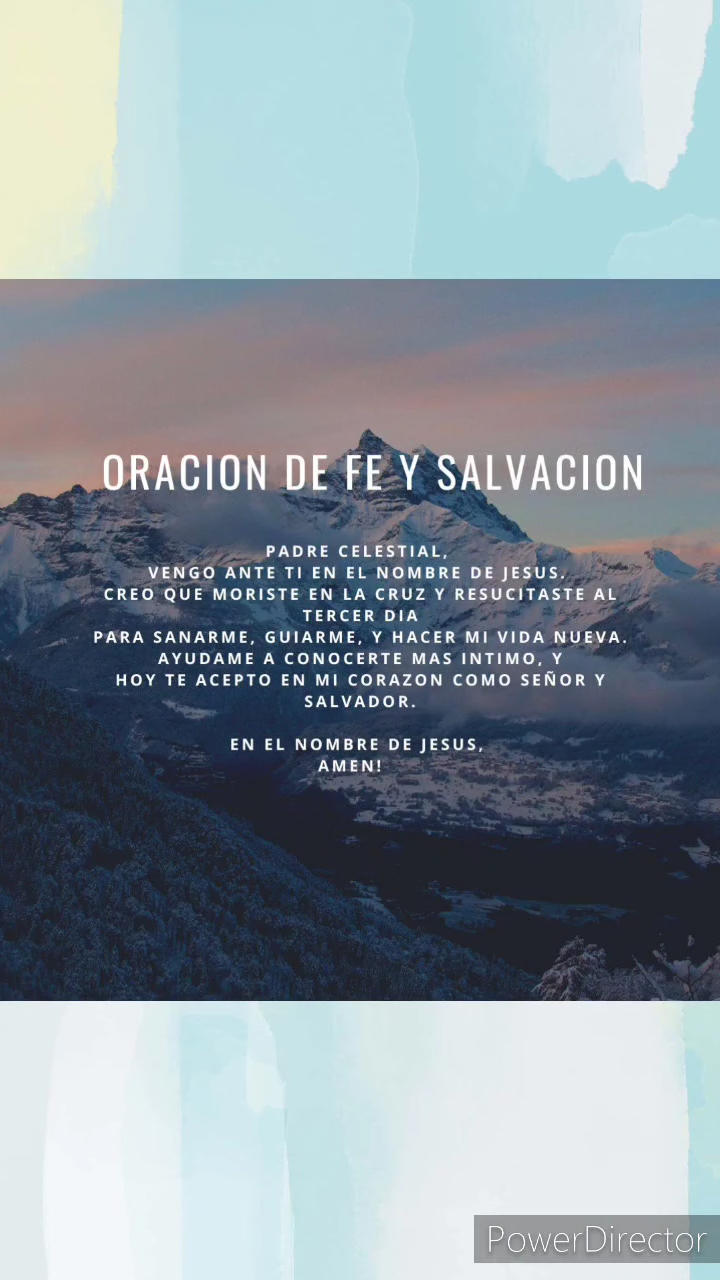 ORACION DE FE Y SALVACION
PADRE CELESTIAL,
VENGO ANTE TI EN EL NOMBRE DE JESUS.
CREO QUE MORISTE EN LA CRUZ Y RESUCITASTE AL
TERCER DIA
PARA SANARME, GUIARME, Y HACER MI VIDA NUEVA.
AYUDAME A CONOCERTE MAS INTIMO, Y
HOY TE ACEPTO EN MI CORAZON COMO SEÑOR Y
SALVADOR.
EN EL NOMBRE DE JESUS,
AMEN!
PowerDirector